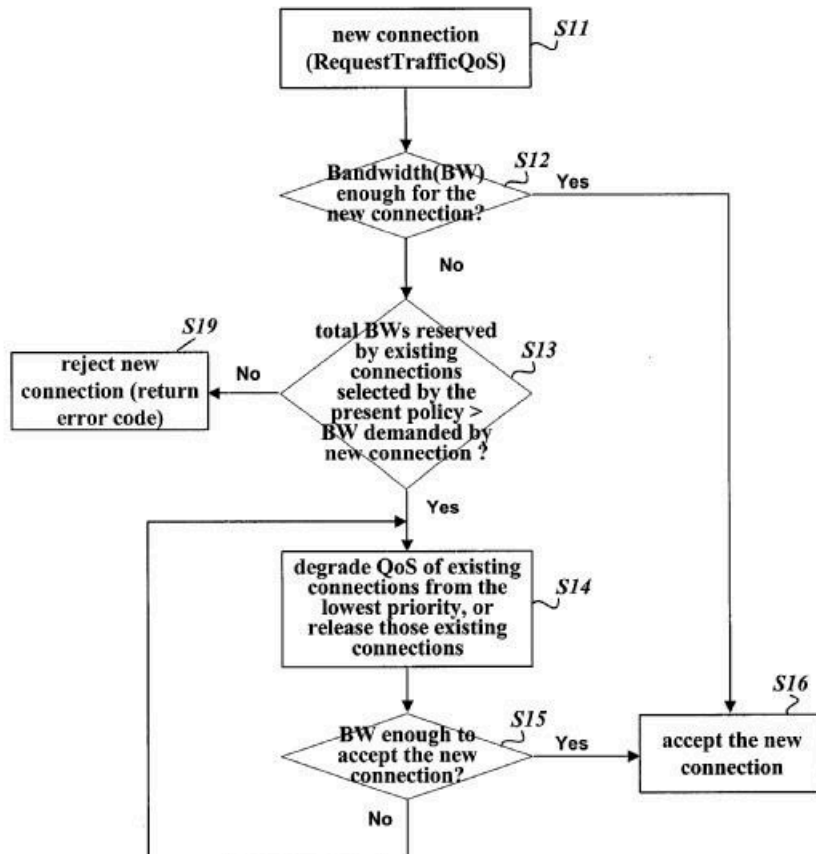 new connection
(RequestTrafficQoS)
S11
Bandwidth(BW)
enough for the
new connection?
S12
Yes
No
total BWs reserved
by existing
connections
selected by the
present policy >
BW demanded by
new connection ?
S13
No
S19
reject new
connection (return
error code)
Yes
degrade QoS of existing
connections from the
lowest priority, or
release those existing
connections
S14
BW enough to
accept the new
connection?
S15
Yes
S16
accept the new
connection
No